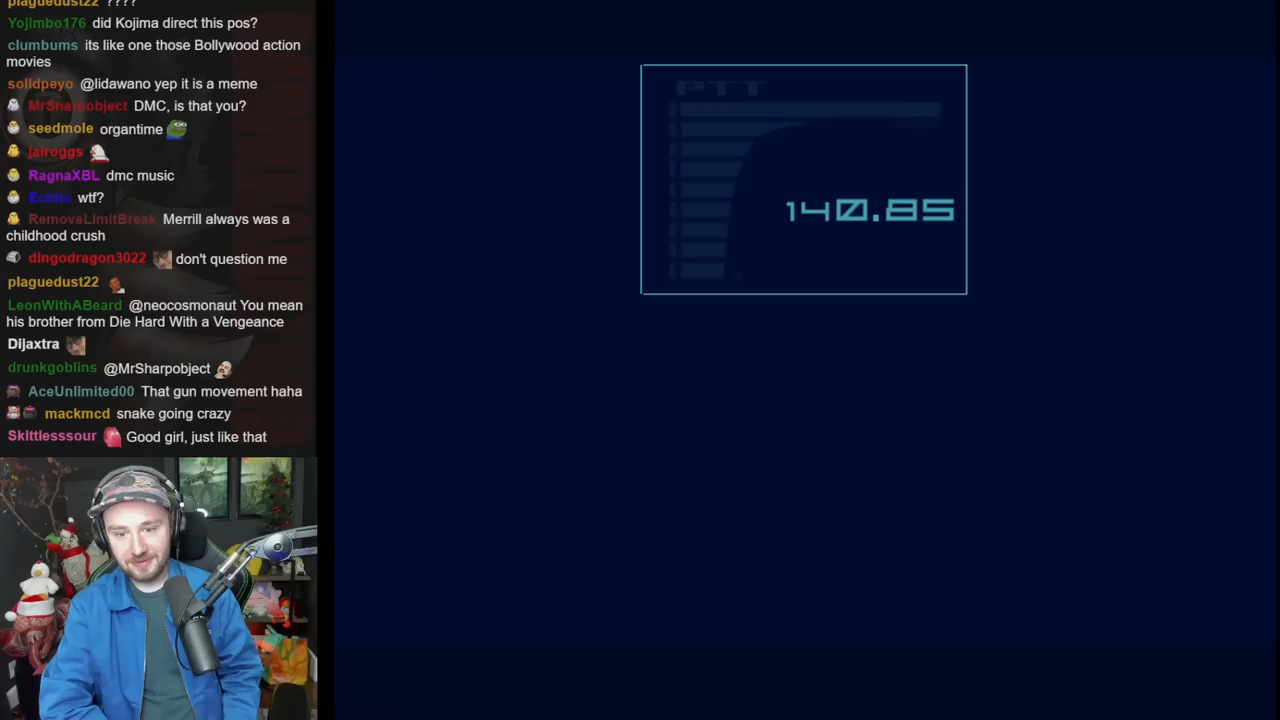 plaguedust22 ????
Yojimbo176 did Kojima direct this pos?
clumbums its like one those Bollywood action
movies
solidpeyo @lidawano yep it is a meme
MrSharpobject DMC, is that you?
seedmole organtime
jalroggs
RagnaXBL dmc music
Echito wtf?
RemoveLimitBreak Merrill always was a
childhood crush
dingodragon3022 don't question me
plaguedust22
LeonWithABeard @neocosmonaut You mean
his brother from Die Hard With a Vengeance
Dijaxtra
drunkgoblins @MrSharpobject
AceUnlimited00 That gun movement haha
mackmcd snake going crazy
Skittlesssour Good girl, just like that
PTT
140.85